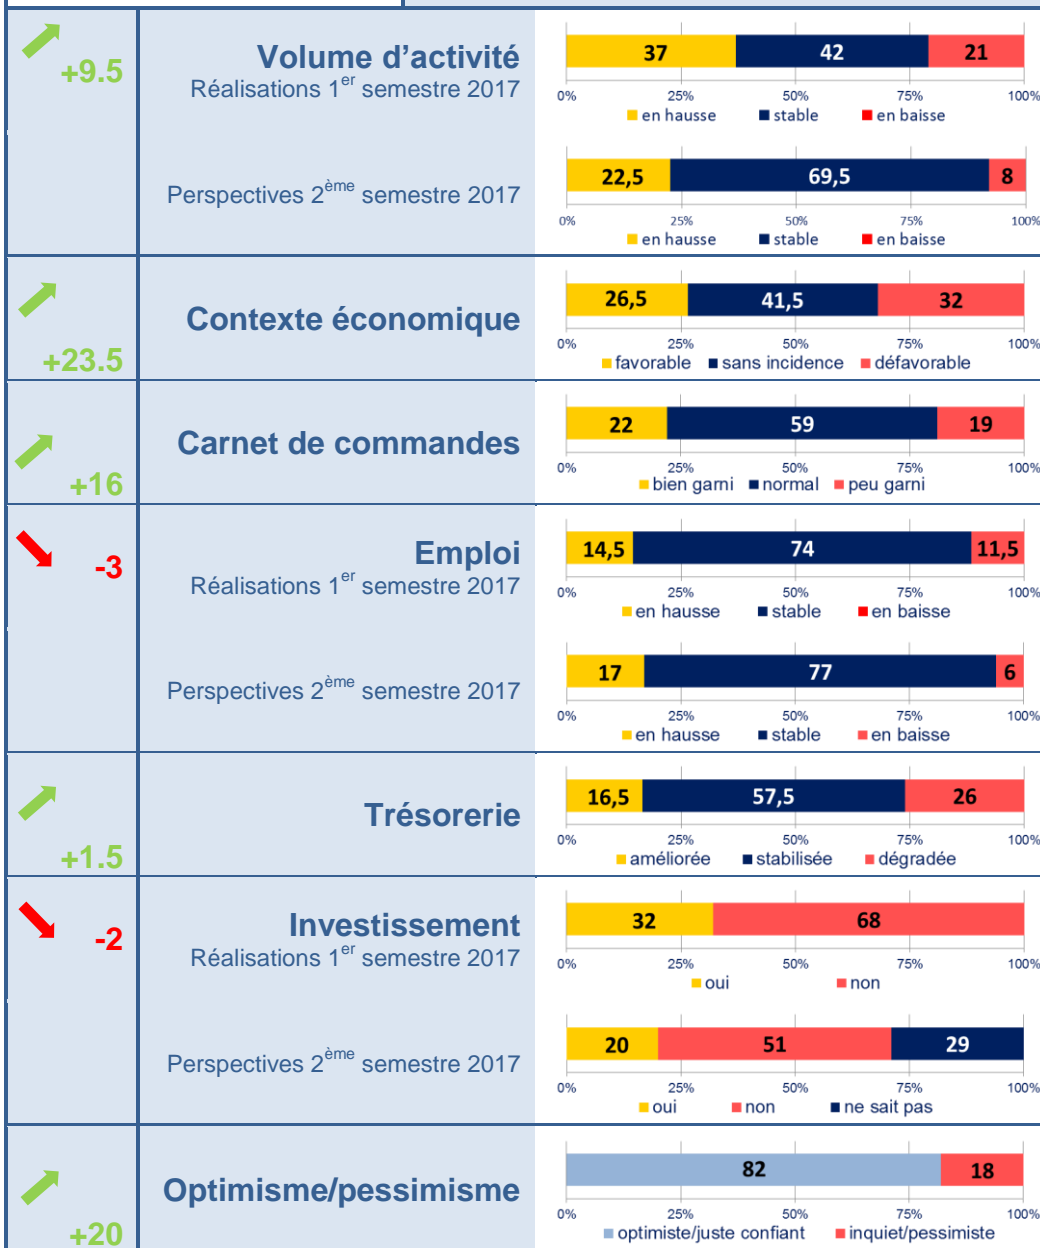 +9.5
Volume d’activité
Réalisations 1er semestre 2017
37 42 21
0% 25% 50% 75% 100%
en hausse stable en baisse
Perspectives 2ème semestre 2017
22,5 69,5 8
0% 25% 50% 75% 100%
en hausse stable en baisse
+23.5
Contexte économique
26,5 41,5 32
0% 25% 50% 75% 100%
favorable sans incidence défavorable
+16
Carnet de commandes
22 59 19
0% 25% 50% 75% 100%
bien garni normal peu garni
-3
Emploi
Réalisations 1er semestre 2017
14,5 74 11,5
0% 25% 50% 75% 100%
en hausse stable en baisse
Perspectives 2ème semestre 2017
17 77 6
0% 25% 50% 75% 100%
en hausse stable en baisse
+1.5
Trésorerie
16,5 57,5 26
0% 25% 50% 75% 100%
améliorée stabilisée dégradée
-2
Investissement
Réalisations 1er semestre 2017
32 68
0% 25% 50% 75% 100%
oui non
Perspectives 2ème semestre 2017
20 51 29
0% 25% 50% 75% 100%
oui non ne sait pas
+20
Optimisme/pessimisme
82 18
0% 25% 50% 75% 100%
optimiste/juste confiant inquiet/pessimiste